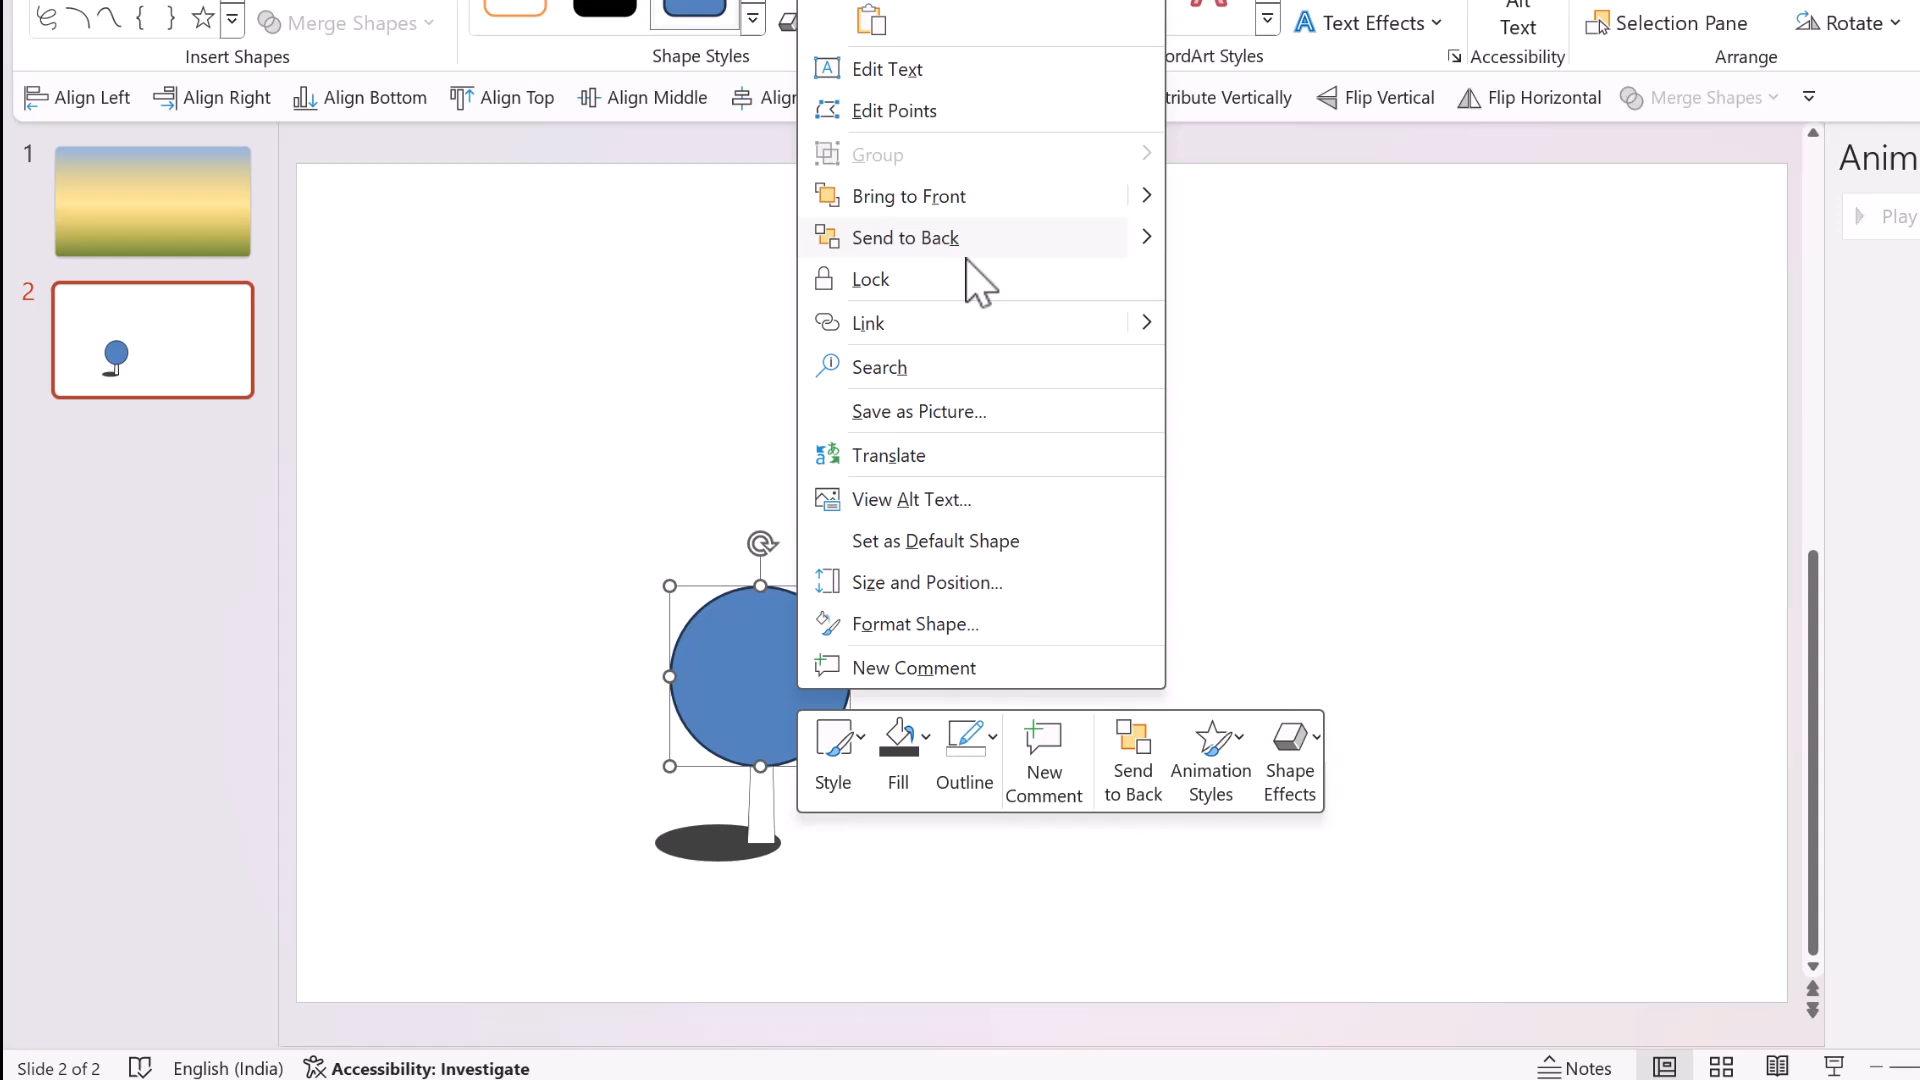 Merge Shapes
Insert Shapes
Shape Styles
ordArt Styles
Text Effects
Alt
Text
Accessibility
Selection Pane
Rotate
Arrange
Align Left
Align Right
Align Bottom
Align Top
Align Middle
Align
tribute Vertically
Flip Vertical
Flip Horizontal
Merge Shapes
1
2
Edit Text
Edit Points
Group
Bring to Front
Send to Back
Lock
Link
Search
Save as Picture...
Translate
View Alt Text...
Set as Default Shape
Size and Position...
Format Shape...
New Comment
Style
Fill
Outline
New
Comment
Send
to Back
Animation
Styles
Shape
Effects
Anim
Play
Slide 2 of 2
English (India)
Accessibility: Investigate
Notes